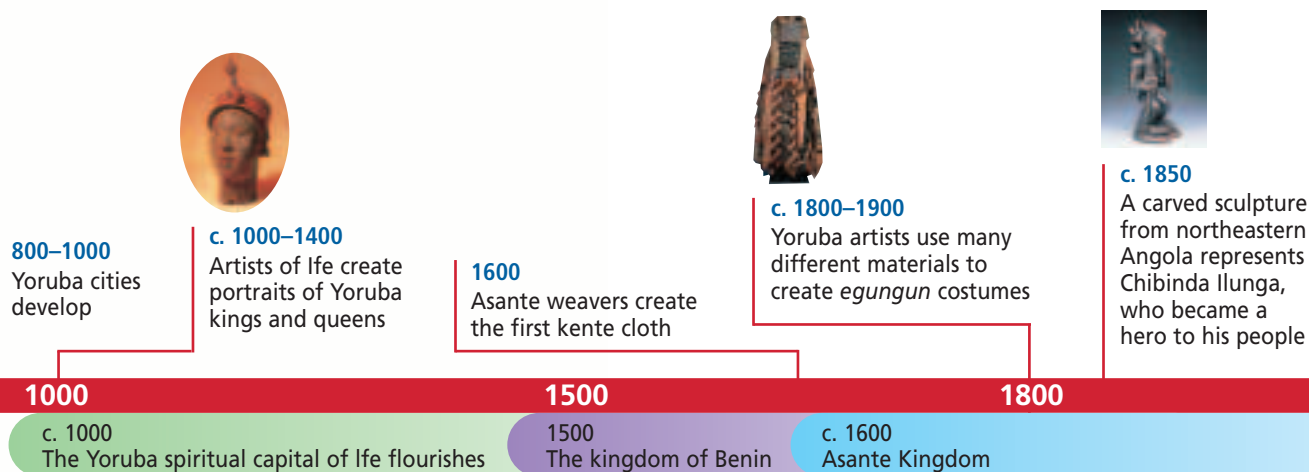 800–1000
Yoruba cities
develop
c. 1000–1400
Artists of Ife create
portraits of Yoruba
kings and queens
1600
Asante weavers create
the first kente cloth
c. 1800–1900
Yoruba artists use many
different materials to
create egungun costumes
c. 1850
A carved sculpture
from northeastern
Angola represents
Chibinda Ilunga,
who became a
hero to his people
1000
1500
1800
c. 1000
The Yoruba spiritual capital of Ife flourishes
1500
The kingdom of Benin
c. 1600
Asante Kingdom